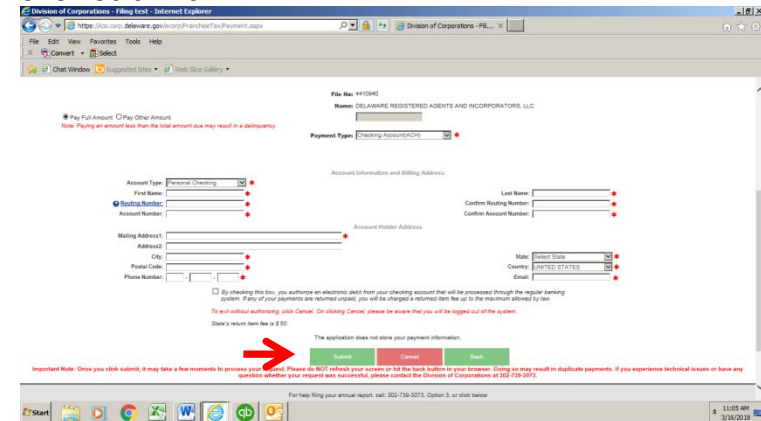 Division of Corporations - Filing test - Internet Explorer
https://icis.corp.delaware.gov/ecorp/FranchiseTax/Payment.aspx
Division of Corporations - Fili...
File Edit View Favorites Tools Help
Convert Select
Chat Window Suggested Sites Web Slice Gallery
File No: 4410940
Name: DELAWARE REGISTERED AGENTS AND INCORPORATORS, LLC
Pay Full Amount Pay Other Amount
Note: Paying an amount less than the total amount due may result in a delinquency
Payment Type: Checking Account(ACH) *
Account Information and Billing Address
Account Type: Personal Checking *
First Name: * Last Name: *
Routing Number: * Confirm Routing Number: *
Account Number: * Confirm Account Number: *
Account Holder Address
Mailing Address1: *
Address2:
City: * State: Select State *
Postal Code: * Country: UNITED STATES *
Phone Number: - - * Email: *
By checking this box, you authorize an electronic debit from your checking account that will be processed through the regular banking
system. If any of your payments are returned unpaid, you will be charged a returned item fee up to the maximum allowed by law.
To exit without authorizing, click Cancel. On clicking Cancel, please be aware that you will be logged out of the system.
State's return item fee is $.50
The application does not store your payment information.
Submit Cancel Back
Important Note: Once you click submit, it may take a few moments to process your request. Please do NOT refresh your screen or hit the back button in your browser. Doing so may result in duplicate payments. If you experience technical issues or have any
question whether your request was successful, please contact the Division of Corporations at 302-739-3073.
For help filing your annual report, call: 302-739-3073, Option 3, or click below
Start
11:05 AM
3/16/2018